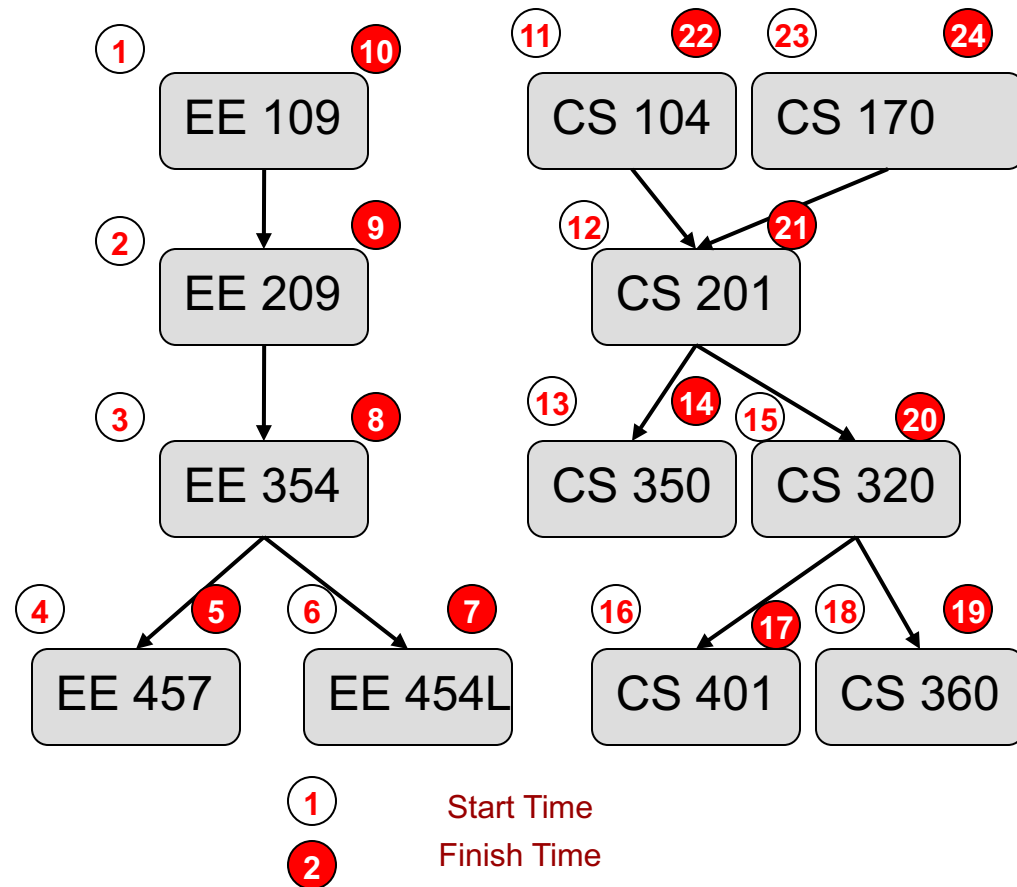 1 10 11 22 23 24
EE 109 CS 104 CS 170
2 9 12 21
EE 209 CS 201
3 8 13 14 15 20
EE 354 CS 350 CS 320
4 5 6 7 16 17 18 19
EE 457 EE 454L CS 401 CS 360
1 Start Time
2 Finish Time